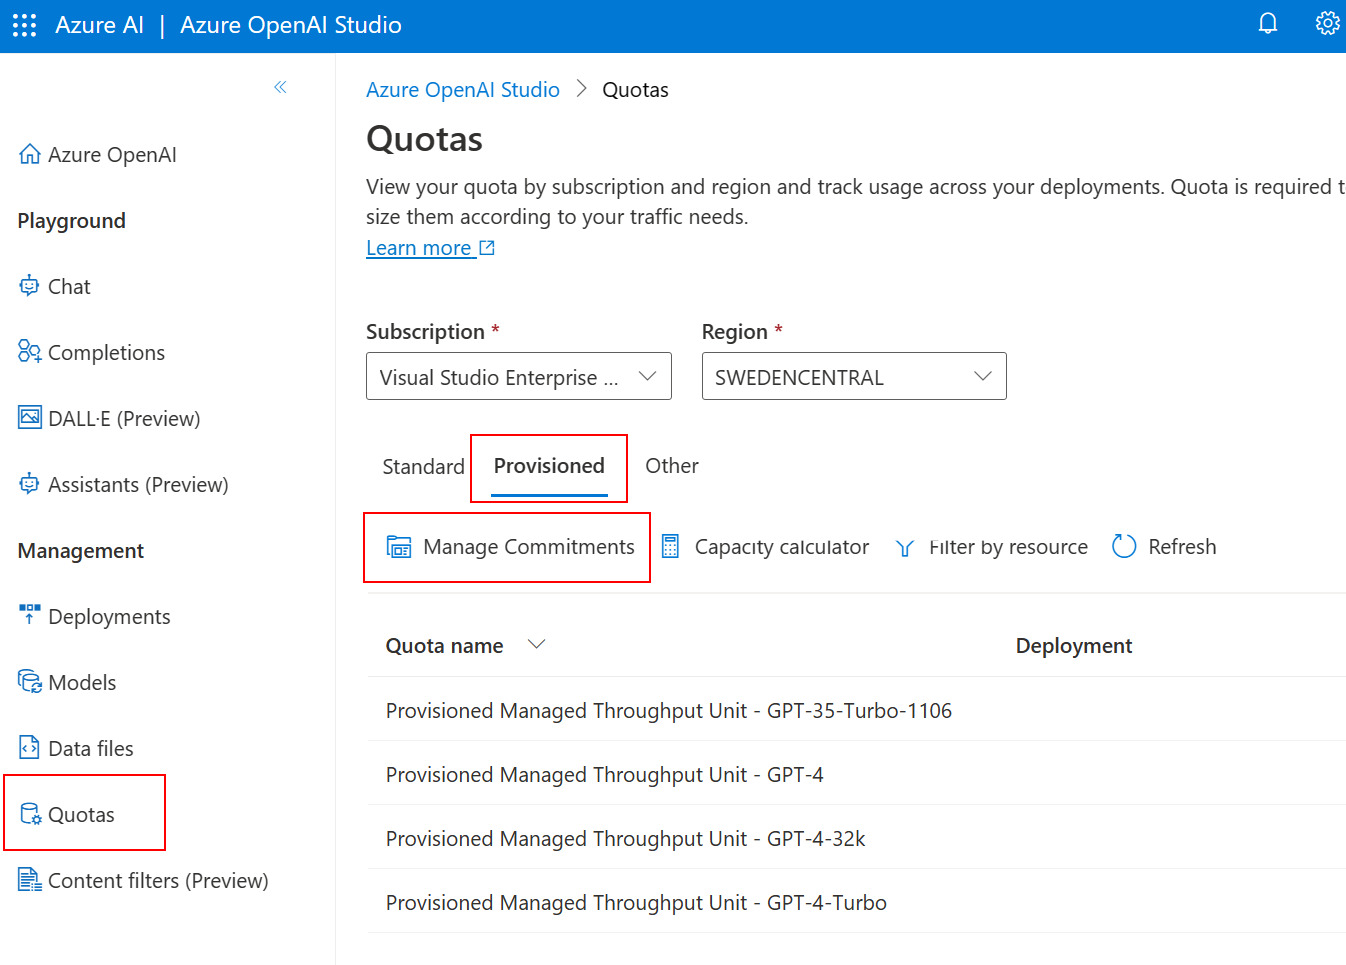 Azure AI | Azure OpenAI Studio
Azure OpenAI
Playground
Chat
Completions
DALL·E (Preview)
Assistants (Preview)
Management
Deployments
Models
Data files
Quotas
Content filters (Preview)
Azure OpenAI Studio > Quotas
Quotas
View your quota by subscription and region and track usage across your deployments. Quota is required t
size them according to your traffic needs.
Learn more
Subscription * Region *
Visual Studio Enterprise ... SWEDENCENTRAL
Standard Provisioned Other
Manage Commitments Capacity calculator Filter by resource Refresh
Quota name Deployment
Provisioned Managed Throughput Unit - GPT-35-Turbo-1106
Provisioned Managed Throughput Unit - GPT-4
Provisioned Managed Throughput Unit - GPT-4-32k
Provisioned Managed Throughput Unit - GPT-4-Turbo